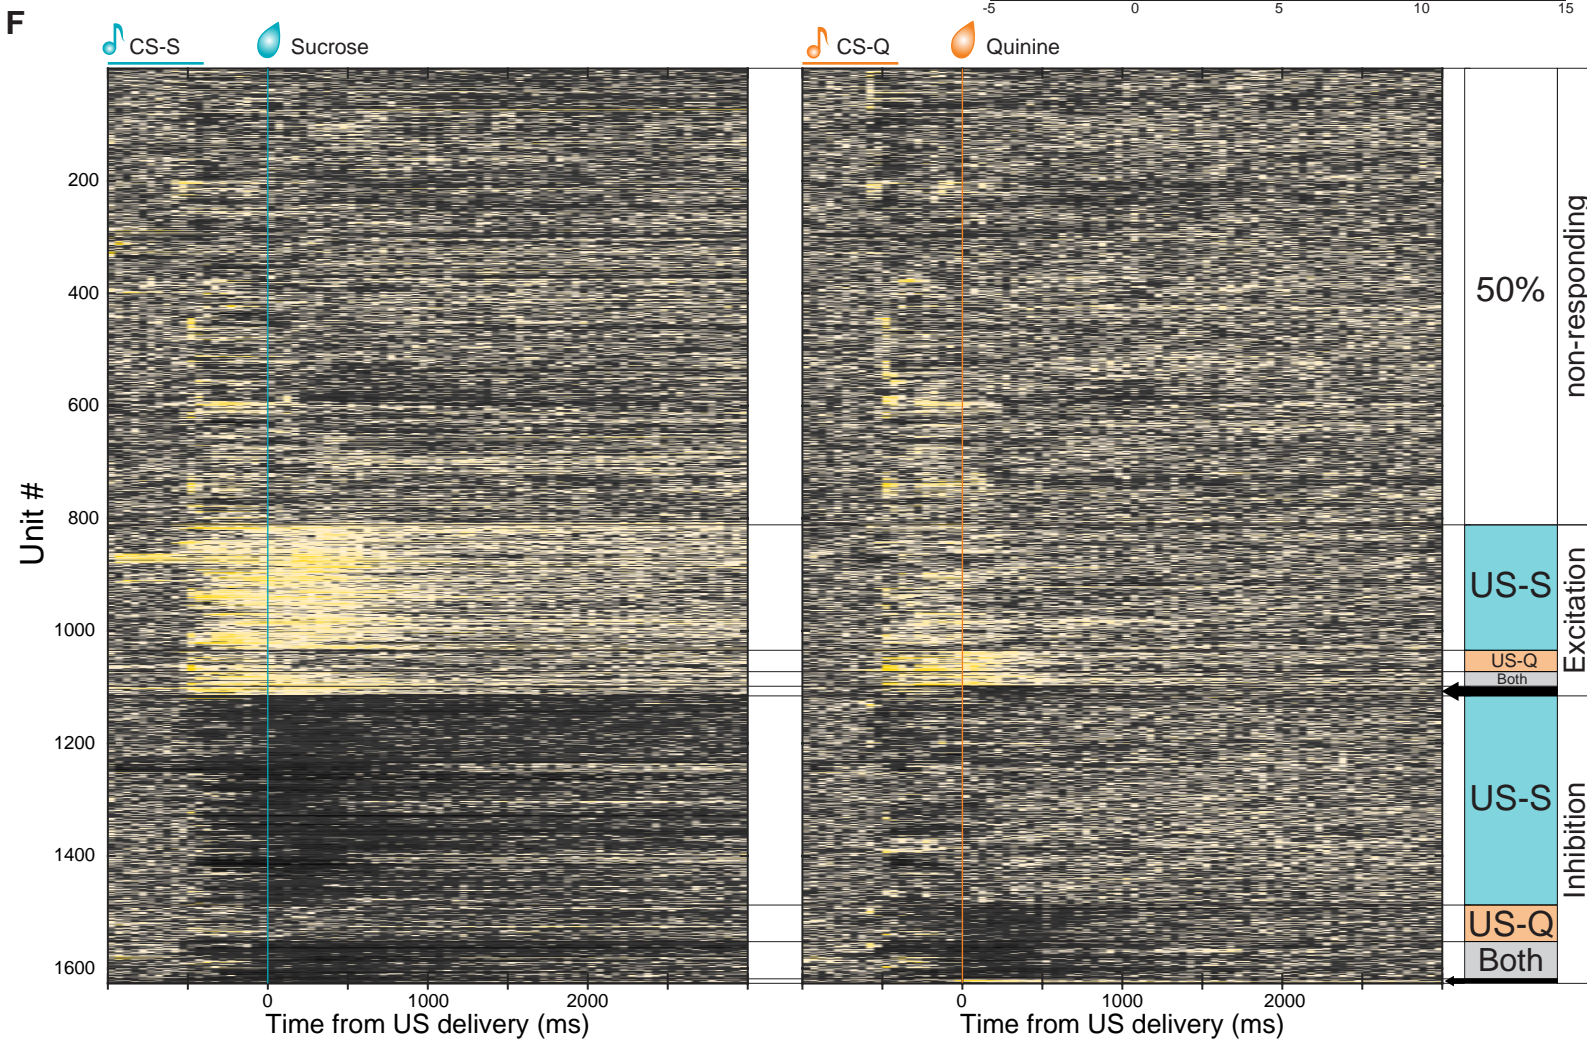 -5 0 5 10 15
F
CS-S Sucrose
CS-Q Quinine
Unit #
200
400
600
800
1000
1200
1400
1600
0 1000 2000
Time from US delivery (ms)
0 1000 2000
Time from US delivery (ms)
50%
non-responding
US-S
US-Q
Both
Excitation
US-S
US-Q
Both
Inhibition